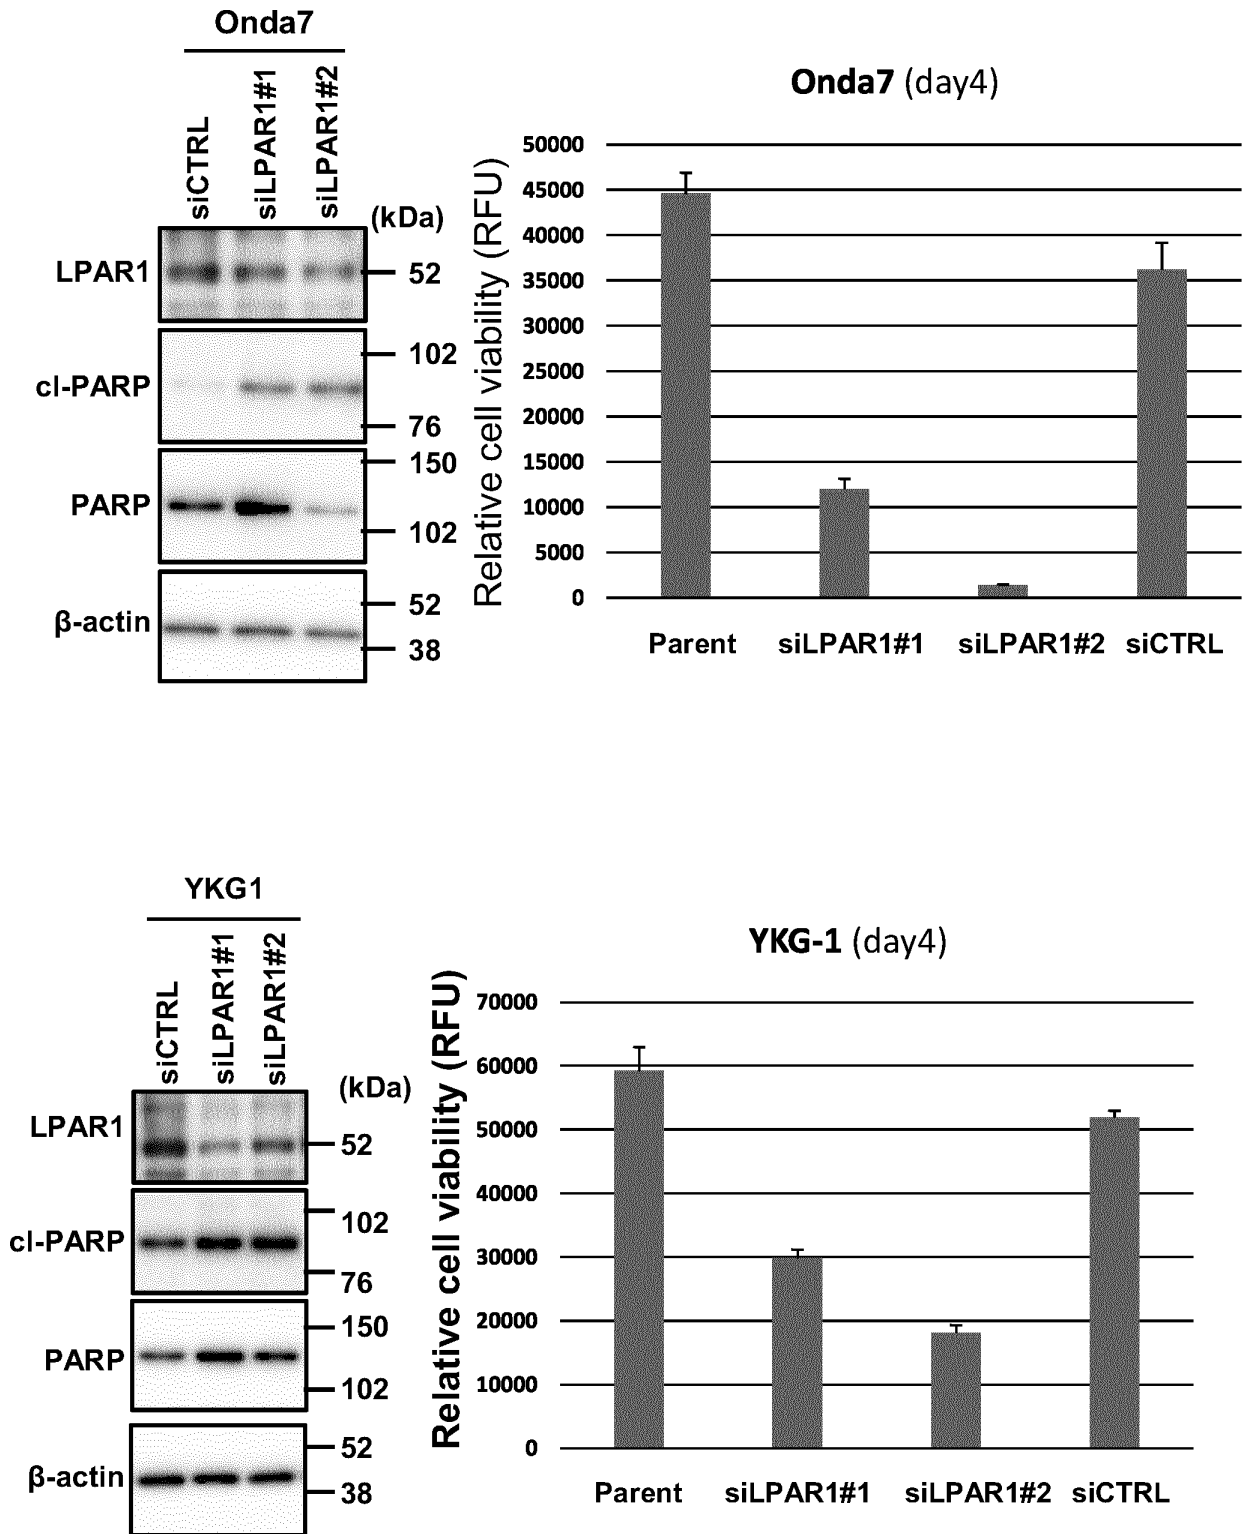 Onda7
siCTRL
siLPAR1#1
siLPAR1#2
(kDa)
LPAR1
52
cl-PARP
102
76
PARP
150
102
β-actin
52
38
Onda7 (day4)
Relative cell viability (RFU)
50000
45000
40000
35000
30000
25000
20000
15000
10000
5000
0
Parent siLPAR1#1 siLPAR1#2 siCTRL
YKG1
siCTRL
siLPAR1#1
siLPAR1#2
(kDa)
LPAR1
52
cl-PARP
102
76
PARP
150
102
β-actin
52
38
YKG-1 (day4)
Relative cell viability (RFU)
70000
60000
50000
40000
30000
20000
10000
0
Parent siLPAR1#1 siLPAR1#2 siCTRL